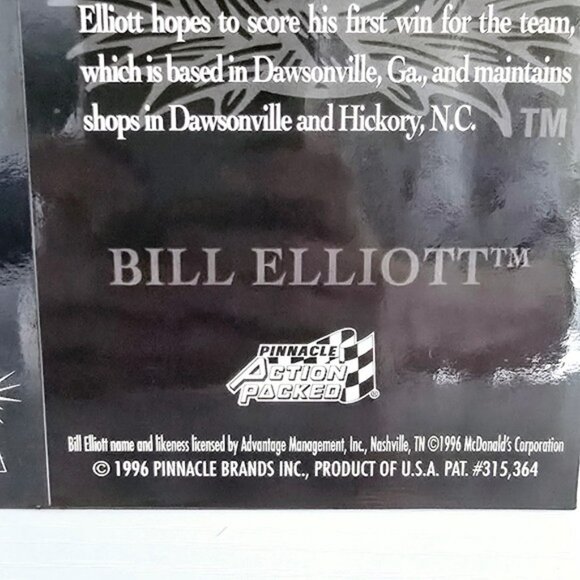 Elliott hopes to score his first win for the team,
which is based in Dawsonville, Ga., and maintains
shops in Dawsonville and Hickory, N.C.
TM
BILL ELLIOTT™
PINNACLE
ACTION
PACKED®
Bill Elliott name and likeness licensed by Advantage Management, Inc., Nashville, TN ©1996 McDonald's Corporation
© 1996 PINNACLE BRANDS INC., PRODUCT OF U.S.A. PAT. #315,364